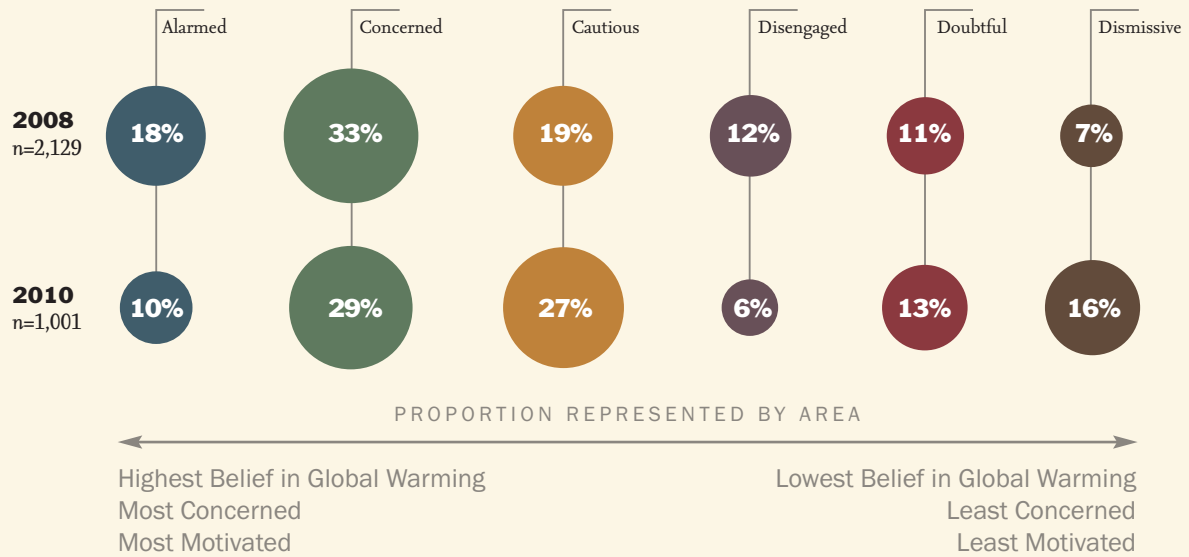 Alarmed Concerned Cautious Disengaged Doubtful Dismissive
2008
n=2,129
18% 33% 19% 12% 11% 7%
2010
n=1,001
10% 29% 27% 6% 13% 16%
PROPORTION REPRESENTED BY AREA
Highest Belief in Global Warming
Most Concerned
Most Motivated
Lowest Belief in Global Warming
Least Concerned
Least Motivated